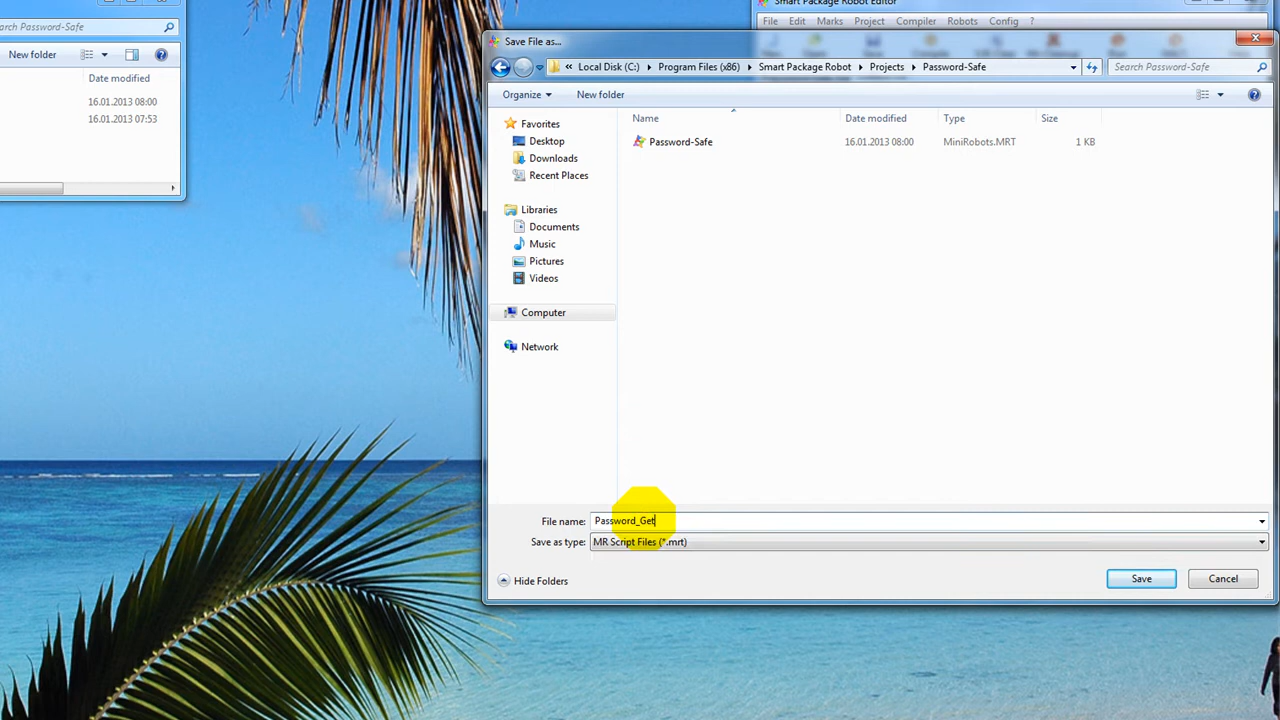 Smart Package Robot Editor
File Edit Marks Project Compiler Robots Config ?
arch Password-Safe
New folder
Date modified
16.01.2013 08:00
16.01.2013 07:53
Save File as...
« Local Disk (C:) Program Files (x86) Smart Package Robot Projects Password-Safe
Search Password-Safe
Organize New folder
Favorites
Desktop
Downloads
Recent Places
Libraries
Documents
Music
Pictures
Videos
Computer
Network
Name Date modified Type Size
Password-Safe 16.01.2013 08:00 MiniRobots.MRT 1 KB
File name: Password_Get
Save as type: MR Script Files (*.mrt)
Hide Folders
Save Cancel